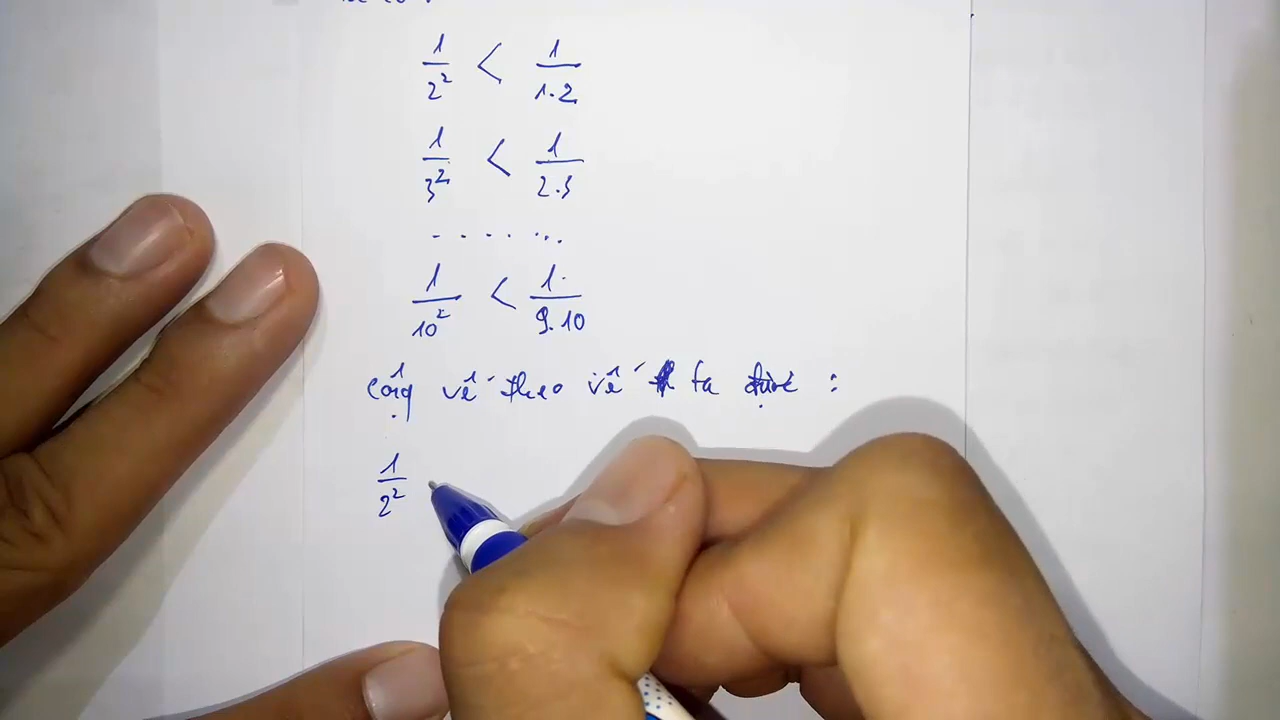 1/2² < 1/1.2
1/3² < 1/2.3
. . . . . . .
1/10² < 1/9.10
cộng vế theo vế ta được :
1/2²